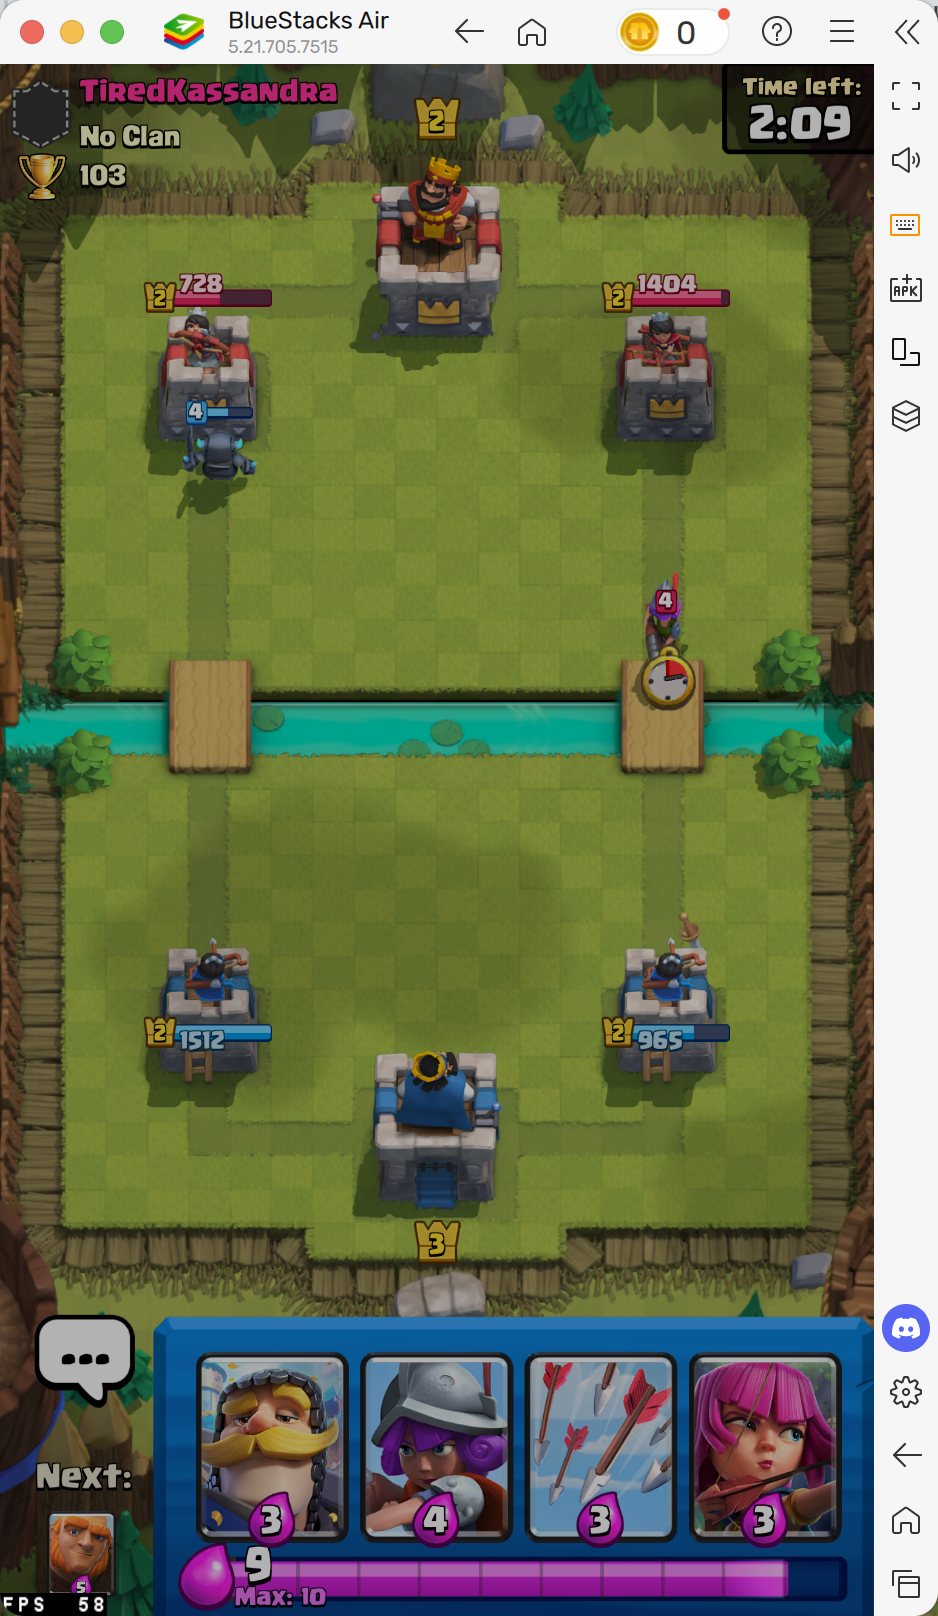 BlueStacks Air
5.21.705.7515
0
TiredKassandra
No Clan
103
Time left:
2:09
2
2 728
2 1404
4
4
2 1512
2 965
3
APK
Next:
5
3
4
3
3
9
Max: 10
FPS 58